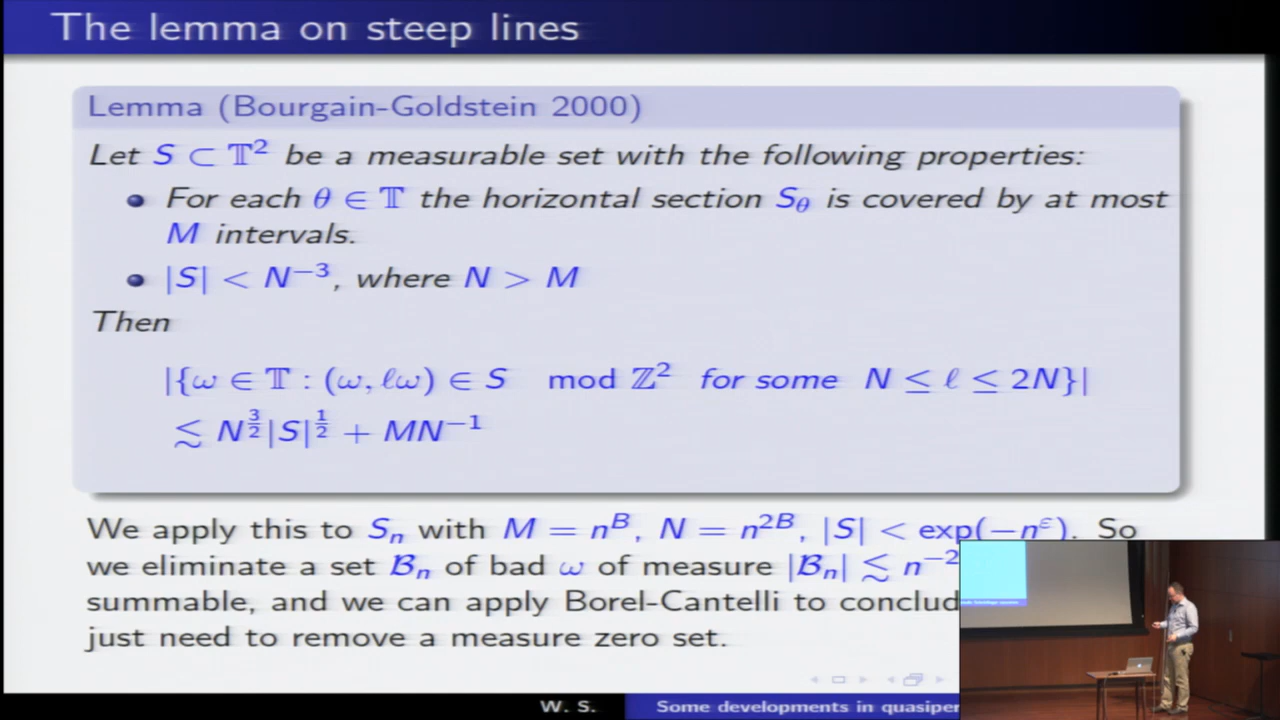 The lemma on steep lines
Lemma (Bourgain-Goldstein 2000)
Let S ⊂ 𝕋² be a measurable set with the following properties:
For each θ ∈ 𝕋 the horizontal section S_θ is covered by at most
M intervals.
|S| < N⁻³, where N > M
Then
|{ω ∈ 𝕋 : (ω, ℓω) ∈ S mod ℤ² for some N ≤ ℓ ≤ 2N}|
≲ N^{3/2}|S|^{1/2} + MN⁻¹
We apply this to S_n with M = n^B, N = n^{2B}, |S| < exp(−n^ε). So
we eliminate a set ℬ_n of bad ω of measure |ℬ_n| ≲ n⁻²
summable, and we can apply Borel-Cantelli to conclud
just need to remove a measure zero set.
W. S. Some developments in quasiper